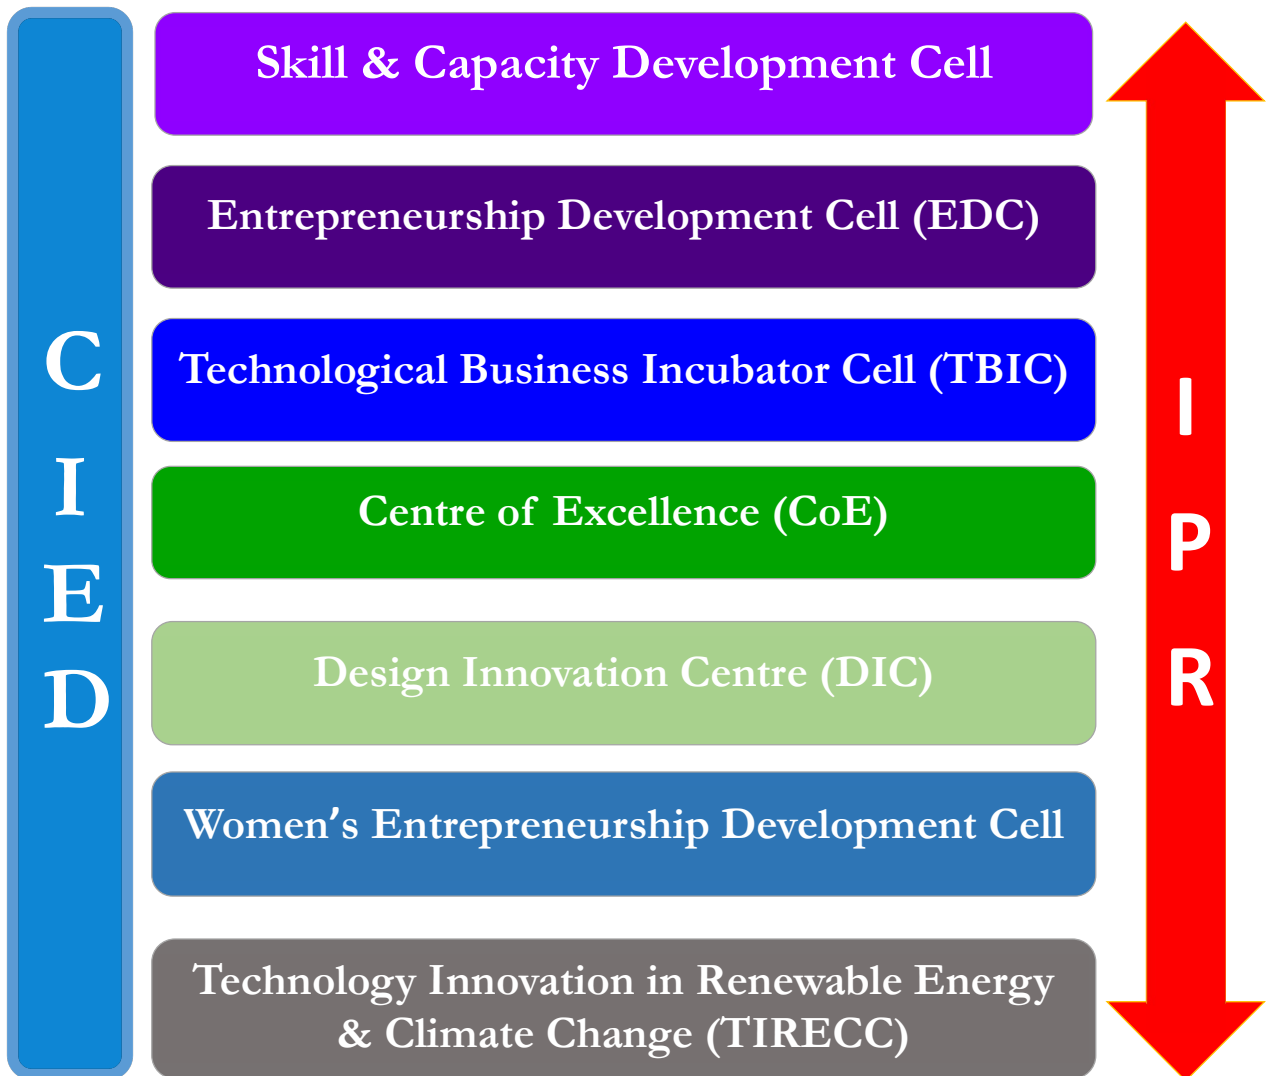 C
I
E
D
Skill & Capacity Development Cell
Entrepreneurship Development Cell (EDC)
Technological Business Incubator Cell (TBIC)
Centre of Excellence (CoE)
Design Innovation Centre (DIC)
Women’s Entrepreneurship Development Cell
Technology Innovation in Renewable Energy
& Climate Change (TIRECC)
I
P
R